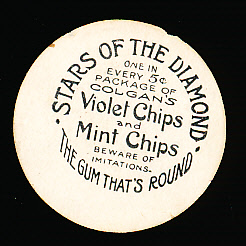 • STARS OF THE DIAMOND •
ONE IN
EVERY 5¢
PACKAGE OF
COLGAN'S
Violet Chips
and
Mint Chips
BEWARE OF
IMITATIONS.
THE GUM THAT'S ROUND